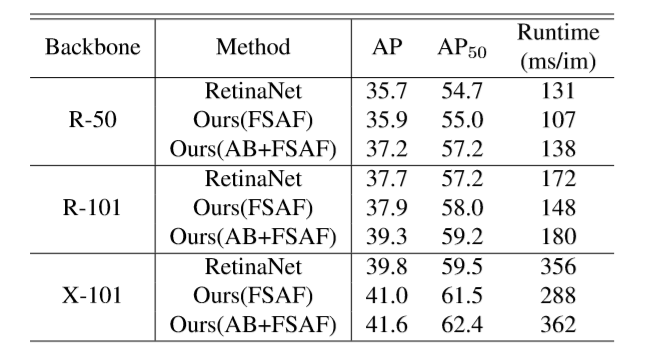 Backbone Method AP AP50 Runtime (ms/im)
RetinaNet 35.7 54.7 131
R-50 Ours(FSAF) 35.9 55.0 107
Ours(AB+FSAF) 37.2 57.2 138
RetinaNet 37.7 57.2 172
R-101 Ours(FSAF) 37.9 58.0 148
Ours(AB+FSAF) 39.3 59.2 180
RetinaNet 39.8 59.5 356
X-101 Ours(FSAF) 41.0 61.5 288
Ours(AB+FSAF) 41.6 62.4 362